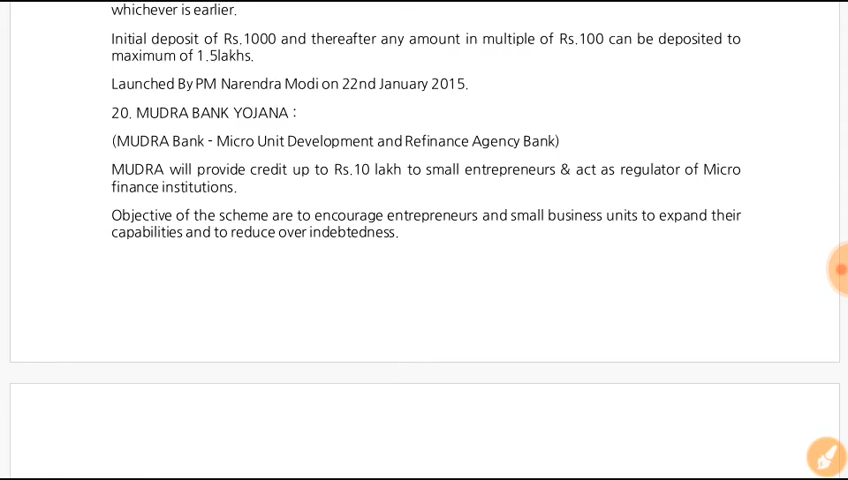 whichever is earlier.
Initial deposit of Rs.1000 and thereafter any amount in multiple of Rs.100 can be deposited to
maximum of 1.5lakhs.
Launched By PM Narendra Modi on 22nd January 2015.
20. MUDRA BANK YOJANA :
(MUDRA Bank - Micro Unit Development and Refinance Agency Bank)
MUDRA will provide credit up to Rs.10 lakh to small entrepreneurs & act as regulator of Micro
finance institutions.
Objective of the scheme are to encourage entrepreneurs and small business units to expand their
capabilities and to reduce over indebtedness.